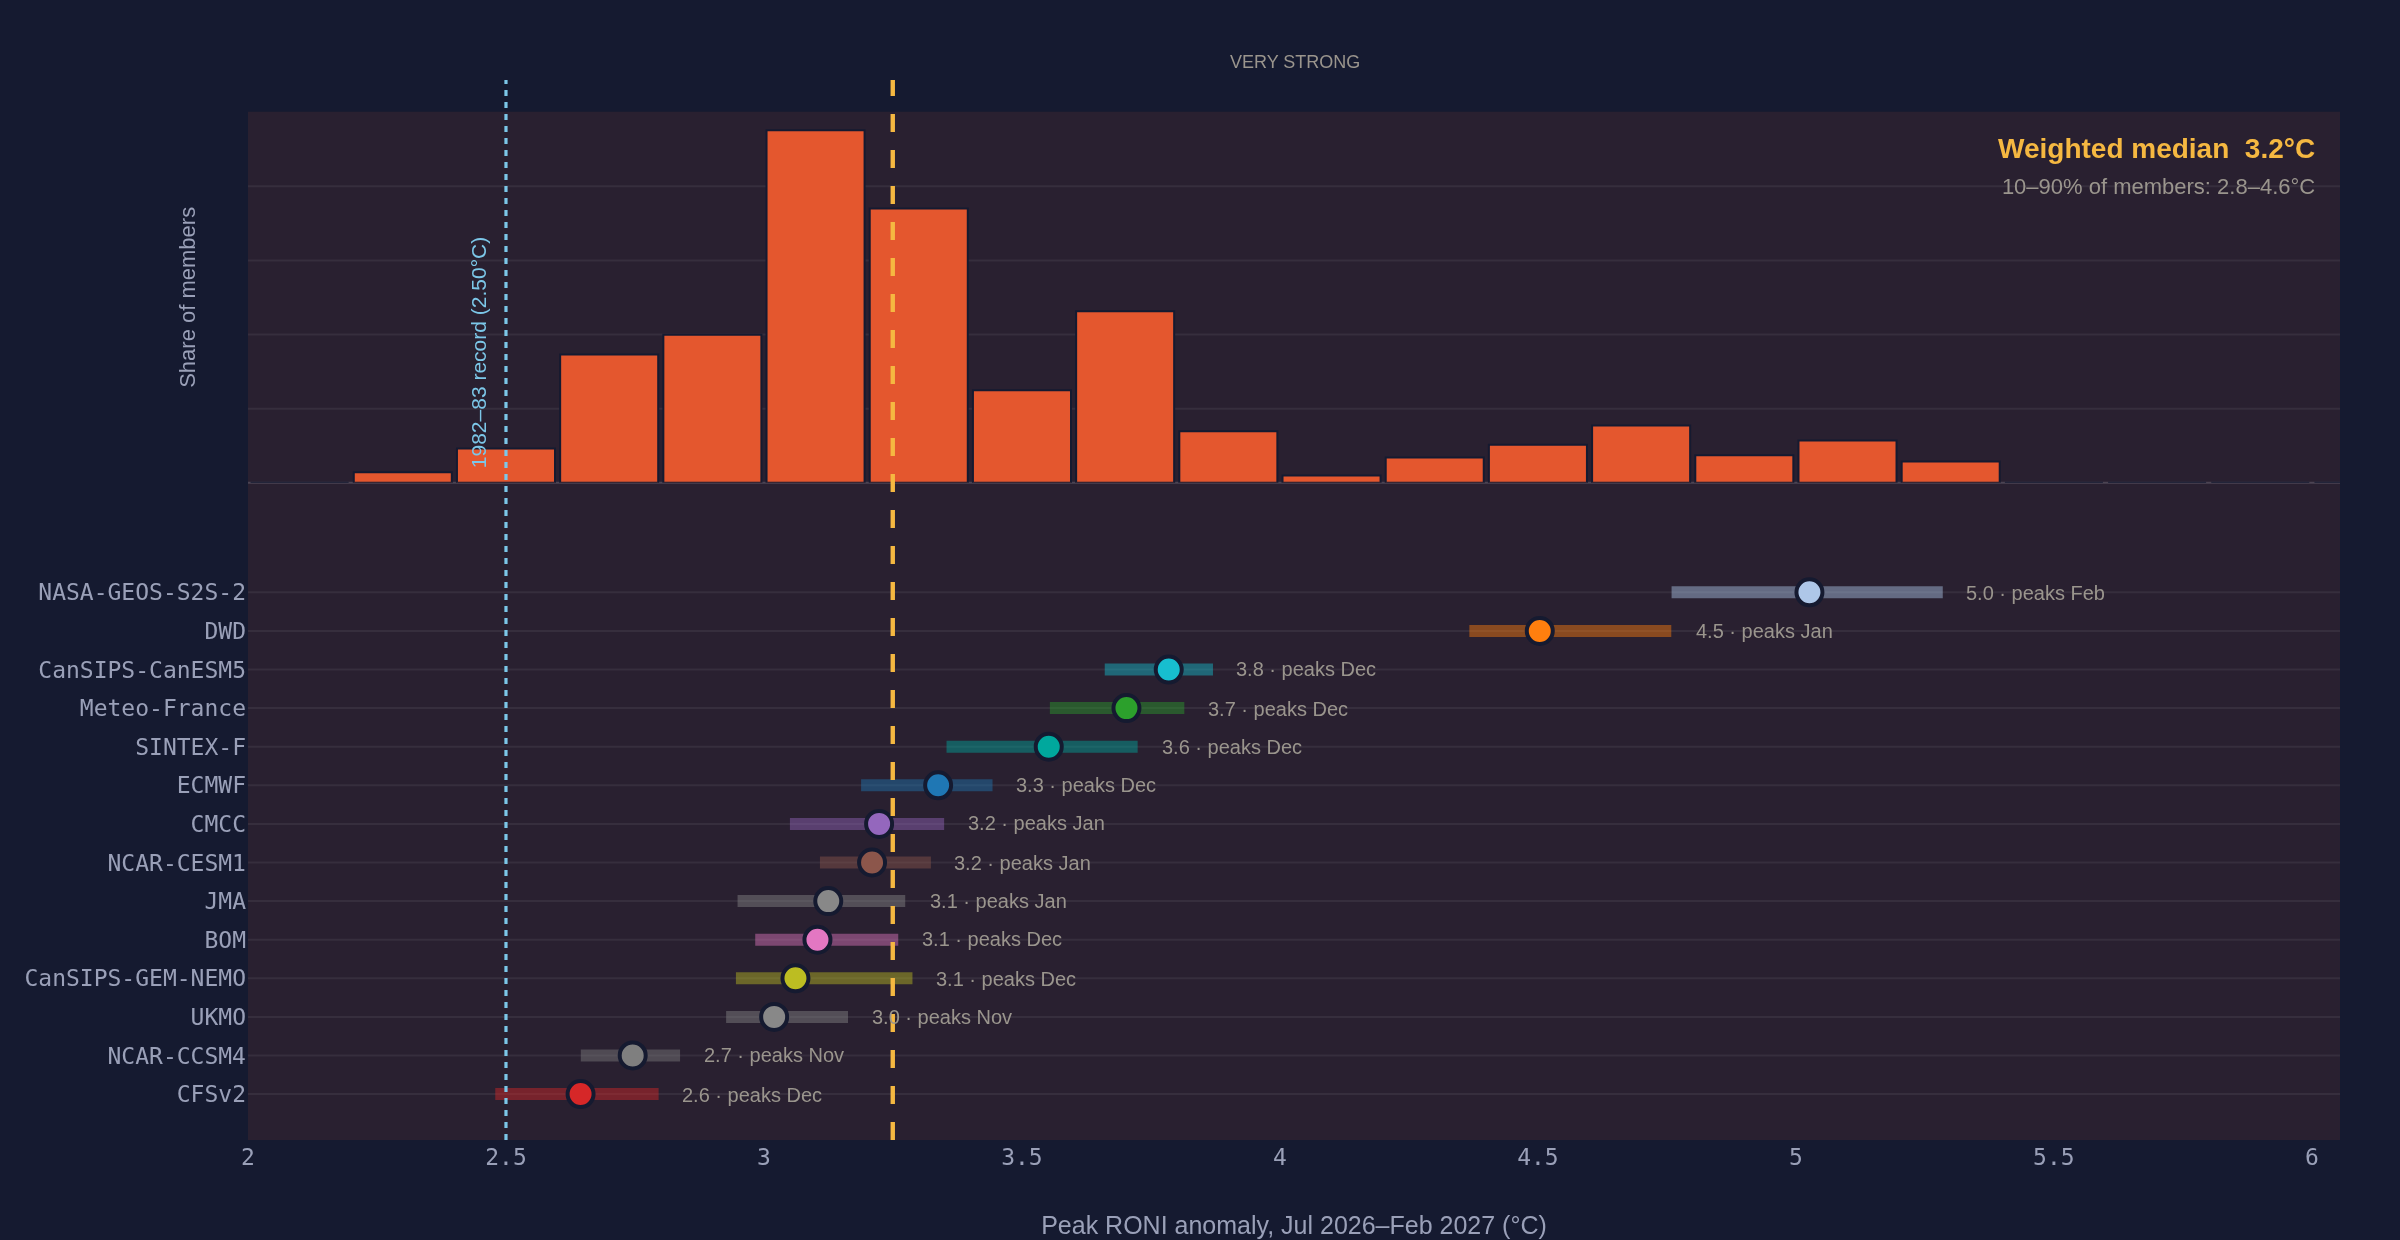 VERY STRONG
Weighted median 3.2°C
10–90% of members: 2.8–4.6°C
Share of members
1982–83 record (2.50°C)
NASA-GEOS-S2S-2 5.0 · peaks Feb
DWD 4.5 · peaks Jan
CanSIPS-CanESM5 3.8 · peaks Dec
Meteo-France 3.7 · peaks Dec
SINTEX-F 3.6 · peaks Dec
ECMWF 3.3 · peaks Dec
CMCC 3.2 · peaks Jan
NCAR-CESM1 3.2 · peaks Jan
JMA 3.1 · peaks Jan
BOM 3.1 · peaks Dec
CanSIPS-GEM-NEMO 3.1 · peaks Dec
UKMO 3.0 · peaks Nov
NCAR-CCSM4 2.7 · peaks Nov
CFSv2 2.6 · peaks Dec
2 2.5 3 3.5 4 4.5 5 5.5 6
Peak RONI anomaly, Jul 2026–Feb 2027 (°C)